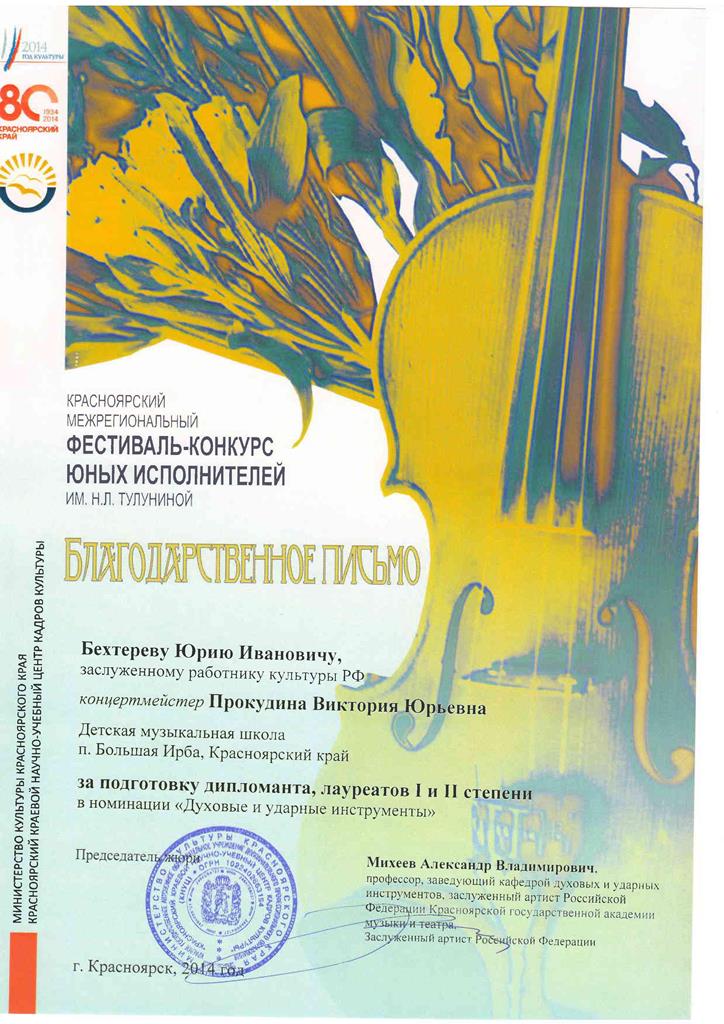 2014
ГОД КУЛЬТУРЫ
80
1934
2014
КРАСНОЯРСКИЙ
КРАЙ
КРАСНОЯРСКИЙ
МЕЖРЕГИОНАЛЬНЫЙ
ФЕСТИВАЛЬ-КОНКУРС
ЮНЫХ ИСПОЛНИТЕЛЕЙ
ИМ. Н.Л. ТУЛУНИНОЙ
БЛАГОДАРСТВЕННОЕ ПИСЬМО
Бехтереву Юрию Ивановичу,
заслуженному работнику культуры РФ
концертмейстер Прокудина Виктория Юрьевна
Детская музыкальная школа
п. Большая Ирба, Красноярский край
за подготовку дипломанта, лауреатов I и II степени
в номинации «Духовые и ударные инструменты»
Председатель жюри
Михеев Александр Владимирович,
профессор, заведующий кафедрой духовых и ударных
инструментов, заслуженный артист Российской
Федерации Красноярской государственной академии
музыки и театра,
Заслуженный артист Российской Федерации
г. Красноярск, 2014 год
МИНИСТЕРСТВО КУЛЬТУРЫ КРАСНОЯРСКОГО КРАЯ
КРАСНОЯРСКИЙ КРАЕВОЙ НАУЧНО-УЧЕБНЫЙ ЦЕНТР КАДРОВ КУЛЬТУРЫ